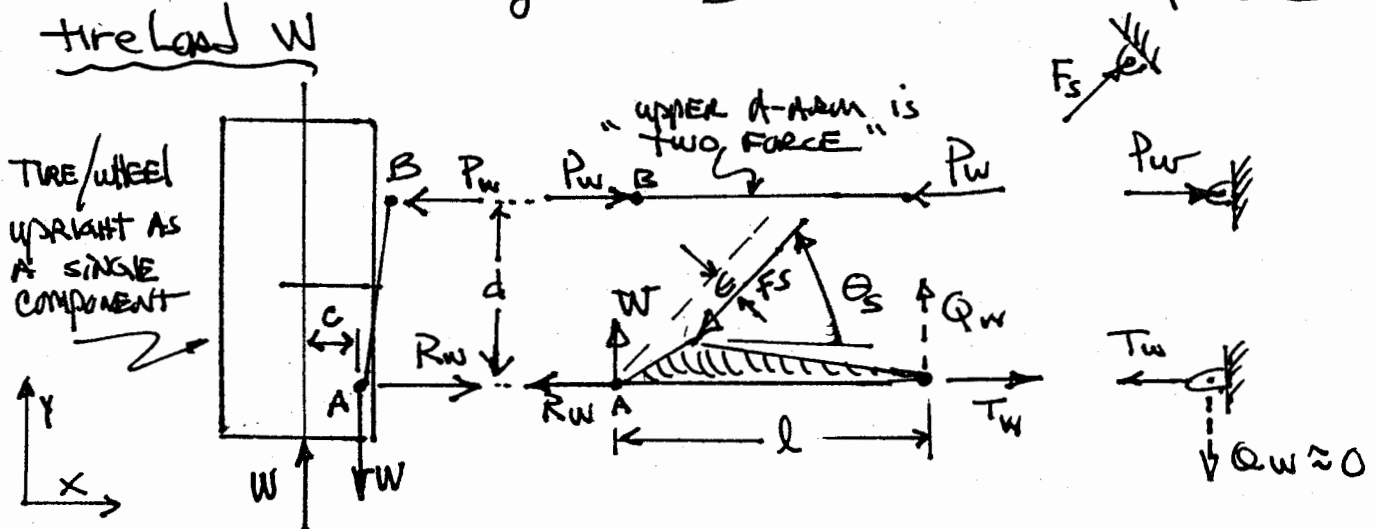 tire Load W
Fs
"UPPER A-ARM is
TWO FORCE"
TIRE/WHEEL
UPRIGHT AS
A SINGLE
COMPONENT
B
Pw
Pw
B
Pw
Pw
d
Fs
θs
W
Qw
c
Rw
Tw
A
Rw
A
Tw
Y
l
W
W
Qw ≈ 0
X